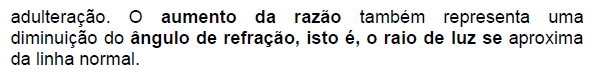 adulteração. O aumento da razão também representa uma
diminuição do ângulo de refração, isto é, o raio de luz se aproxima
da linha normal.